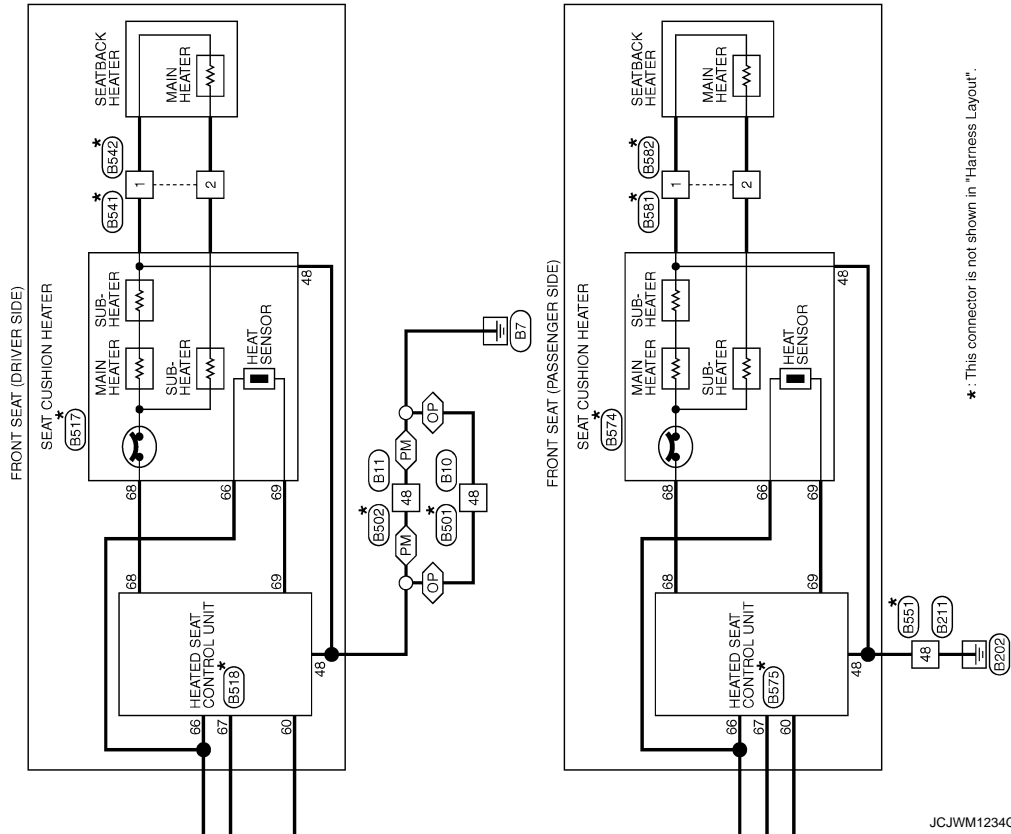 FRONT SEAT (DRIVER SIDE)
SEAT CUSHION HEATER
B517
*
B541
*
B542
*
SEATBACK
HEATER
MAIN
HEATER
1
2
MAIN
HEATER
SUB-
HEATER
SUB-
HEATER
HEAT
SENSOR
48
68
66
69
68
69
HEATED SEAT
CONTROL UNIT
B518
*
48
66
67
60
PM
48
PM
B502
*
B11
OP
48
OP
B501
*
B10
B7
FRONT SEAT (PASSENGER SIDE)
SEAT CUSHION HEATER
B574
*
B581
*
B582
*
SEATBACK
HEATER
MAIN
HEATER
1
2
MAIN
HEATER
SUB-
HEATER
SUB-
HEATER
HEAT
SENSOR
48
68
66
69
68
69
HEATED SEAT
CONTROL UNIT
B575
*
48
66
67
60
48
B551
*
B211
B202
* : This connector is not shown in "Harness Layout".